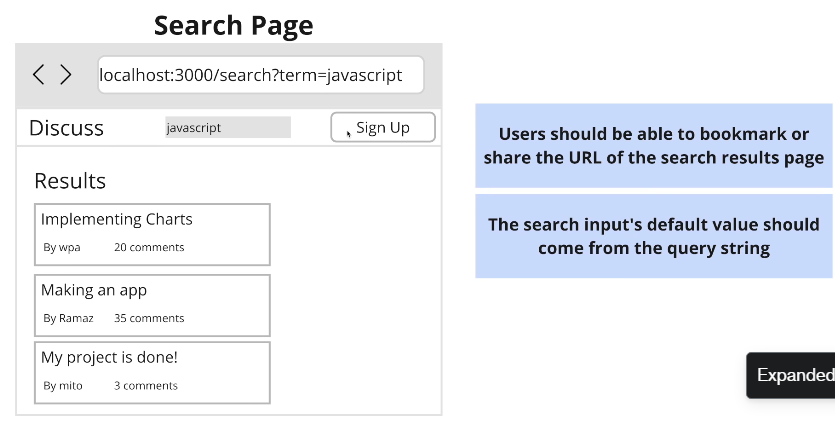 Search Page
localhost:3000/search?term=javascript
Discuss
javascript
Sign Up
Results
Implementing Charts
By wpa
20 comments
Making an app
By Ramaz
35 comments
My project is done!
By mito
3 comments
Users should be able to bookmark or
share the URL of the search results page
The search input's default value should
come from the query string
Expanded